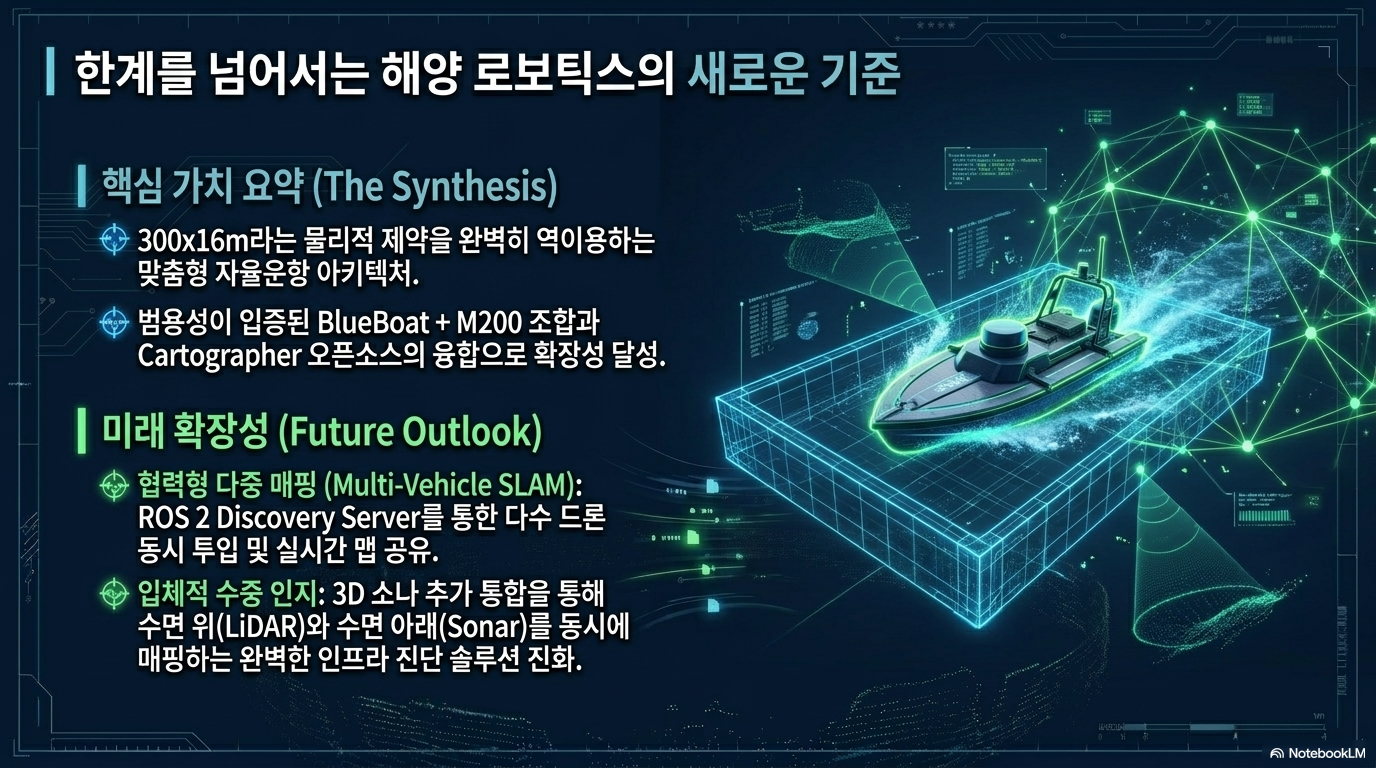 한계를 넘어서는 해양 로보틱스의 새로운 기준
핵심 가치 요약 (The Synthesis)
300x16m라는 물리적 제약을 완벽히 역이용하는
맞춤형 자율운항 아키텍처.
범용성이 입증된 BlueBoat + M200 조합과
Cartographer 오픈소스의 융합으로 확장성 달성.
미래 확장성 (Future Outlook)
협력형 다중 매핑 (Multi-Vehicle SLAM):
ROS 2 Discovery Server를 통한 다수 드론
동시 투입 및 실시간 맵 공유.
입체적 수중 인지: 3D 소나 추가 통합을 통해
수면 위(LiDAR)와 수면 아래(Sonar)를 동시에
매핑하는 완벽한 인프라 진단 솔루션 진화.
NotebookLM